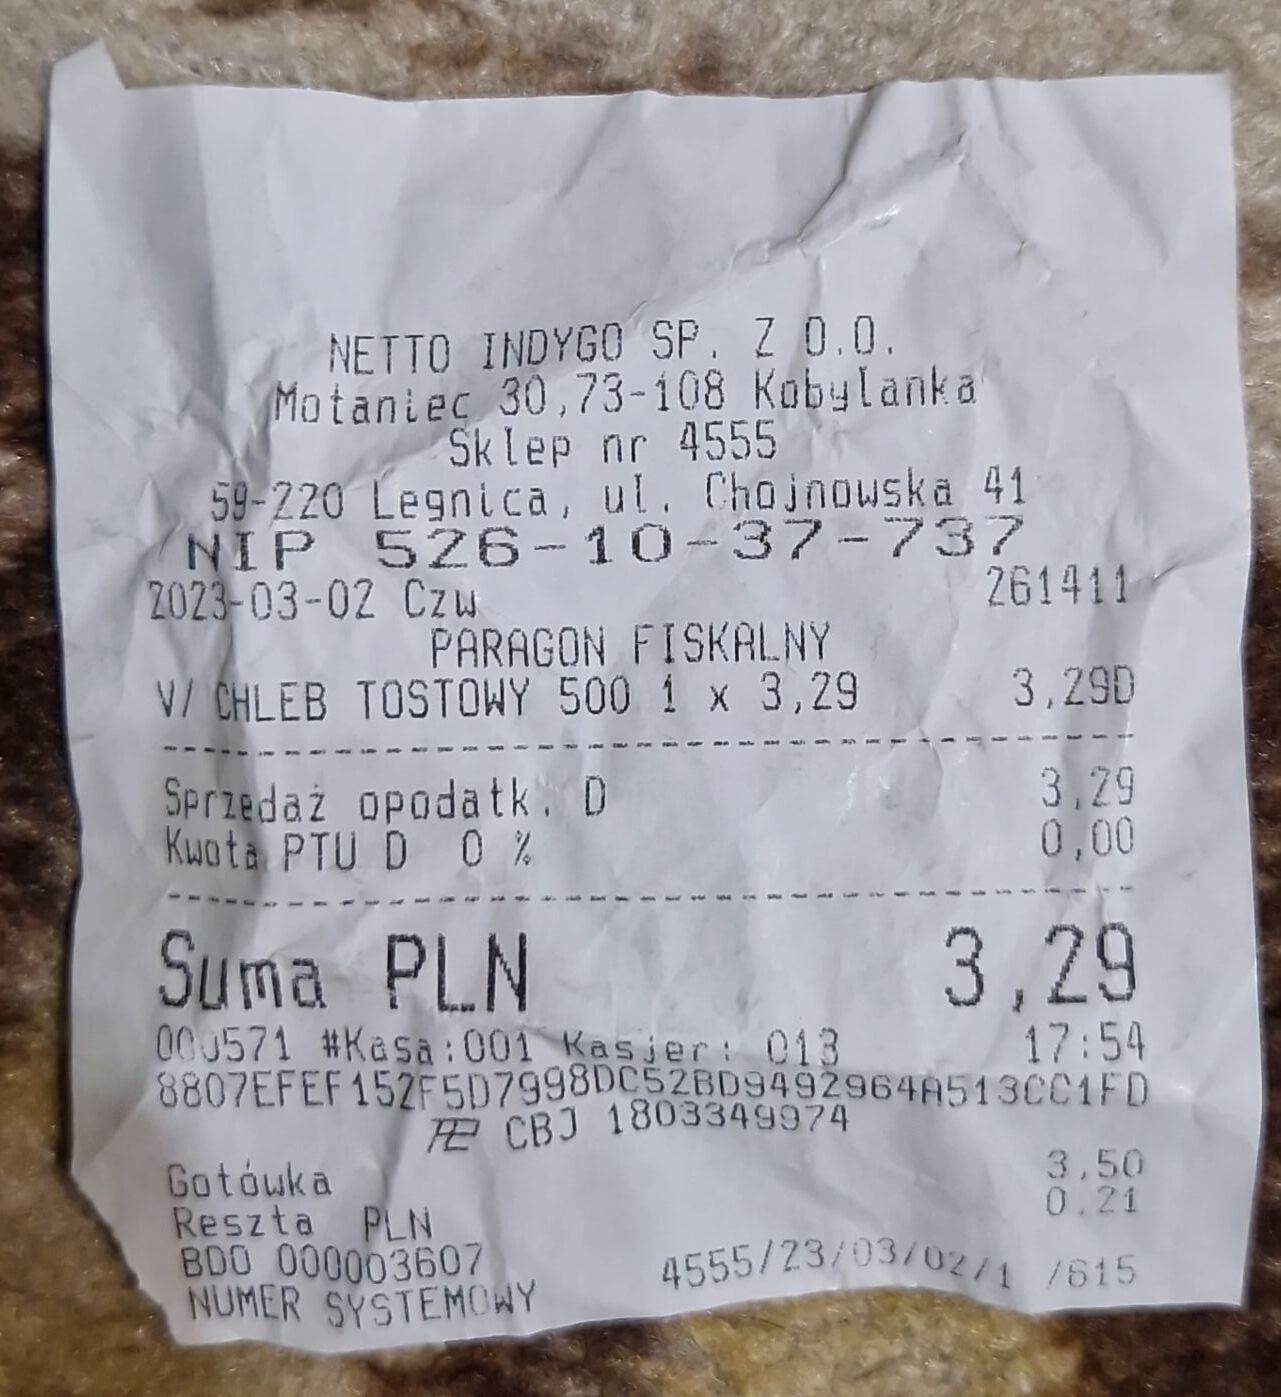 NETTO INDYGO SP. Z O.O.
Motaniec 30,73-108 Kobylanka
Sklep nr 4555
59-220 Legnica, ul. Chojnowska 41
NIP 526-10-37-737
2023-03-02 Czw 261411
PARAGON FISKALNY
V/ CHLEB TOSTOWY 500 1 x 3,29 3,29D
Sprzedaż opodatk. D 3,29
Kwota PTU D 0 % 0,00
Suma PLN 3,29
000571 #Kasa:001 Kasjer: 013 17:54
8807EFEF152F5D7998DC52BD9492964A513CC1FD
CBJ 1803349974
Gotówka 3,50
Reszta PLN 0,21
BDO 000003607
NUMER SYSTEMOWY 4555/23/03/02/1 /615